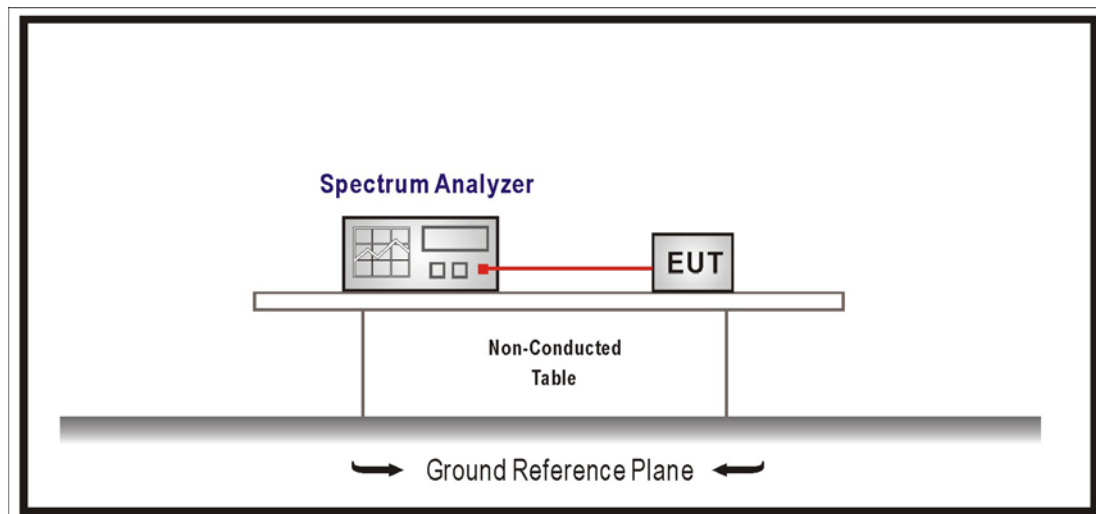 Spectrum Analyzer
EUT
Non-Conducted
Table
Ground Reference Plane